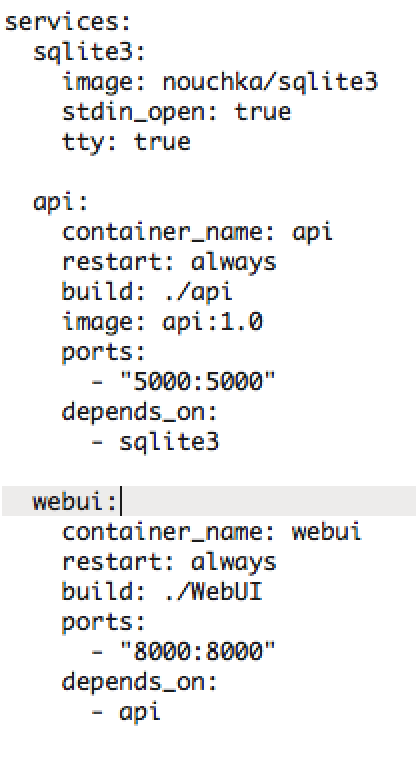 services:
  sqlite3:
    image: nouchka/sqlite3
    stdin_open: true
    tty: true

  api:
    container_name: api
    restart: always
    build: ./api
    image: api:1.0
    ports:
      - "5000:5000"
    depends_on:
      - sqlite3

  webui:
    container_name: webui
    restart: always
    build: ./WebUI
    ports:
      - "8000:8000"
    depends_on:
      - api